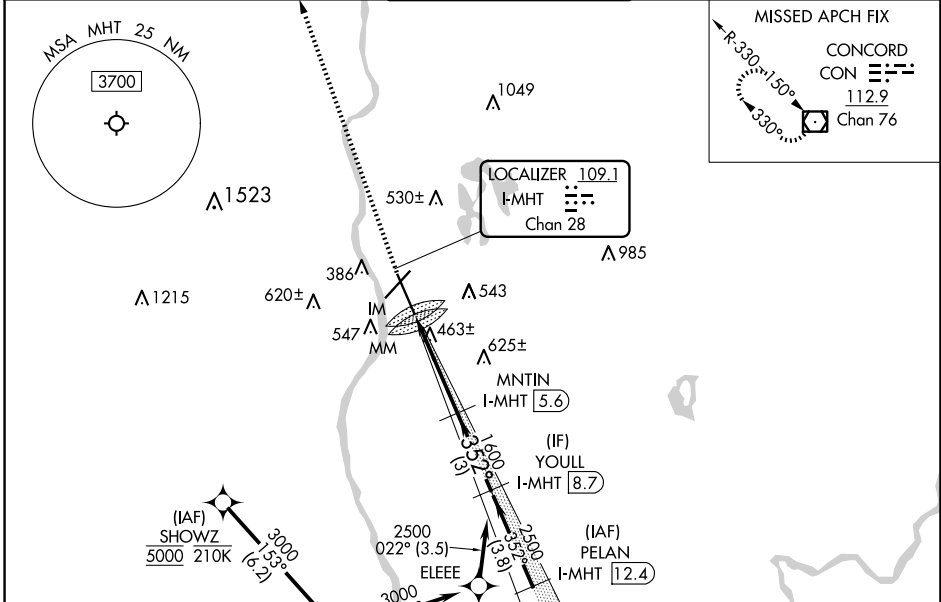 MSA MHT 25 NM
3700
MISSED APCH FIX
R-330
150°
330°
CONCORD
CON
112.9
Chan 76
1049
1523
530±
LOCALIZER 109.1
I-MHT
Chan 28
985
386
1215
620±
IM
543
547
MM
463±
625±
MNTIN
I-MHT 5.6
1600
352°
(3)
(IF)
YOULL
I-MHT 8.7
(IAF)
SHOWZ
5000 210K
3000
153°
(6.2)
2500
022° (3.5)
ELEEE
3000
2500
352°
(3.8)
(IAF)
PELAN
I-MHT 12.4